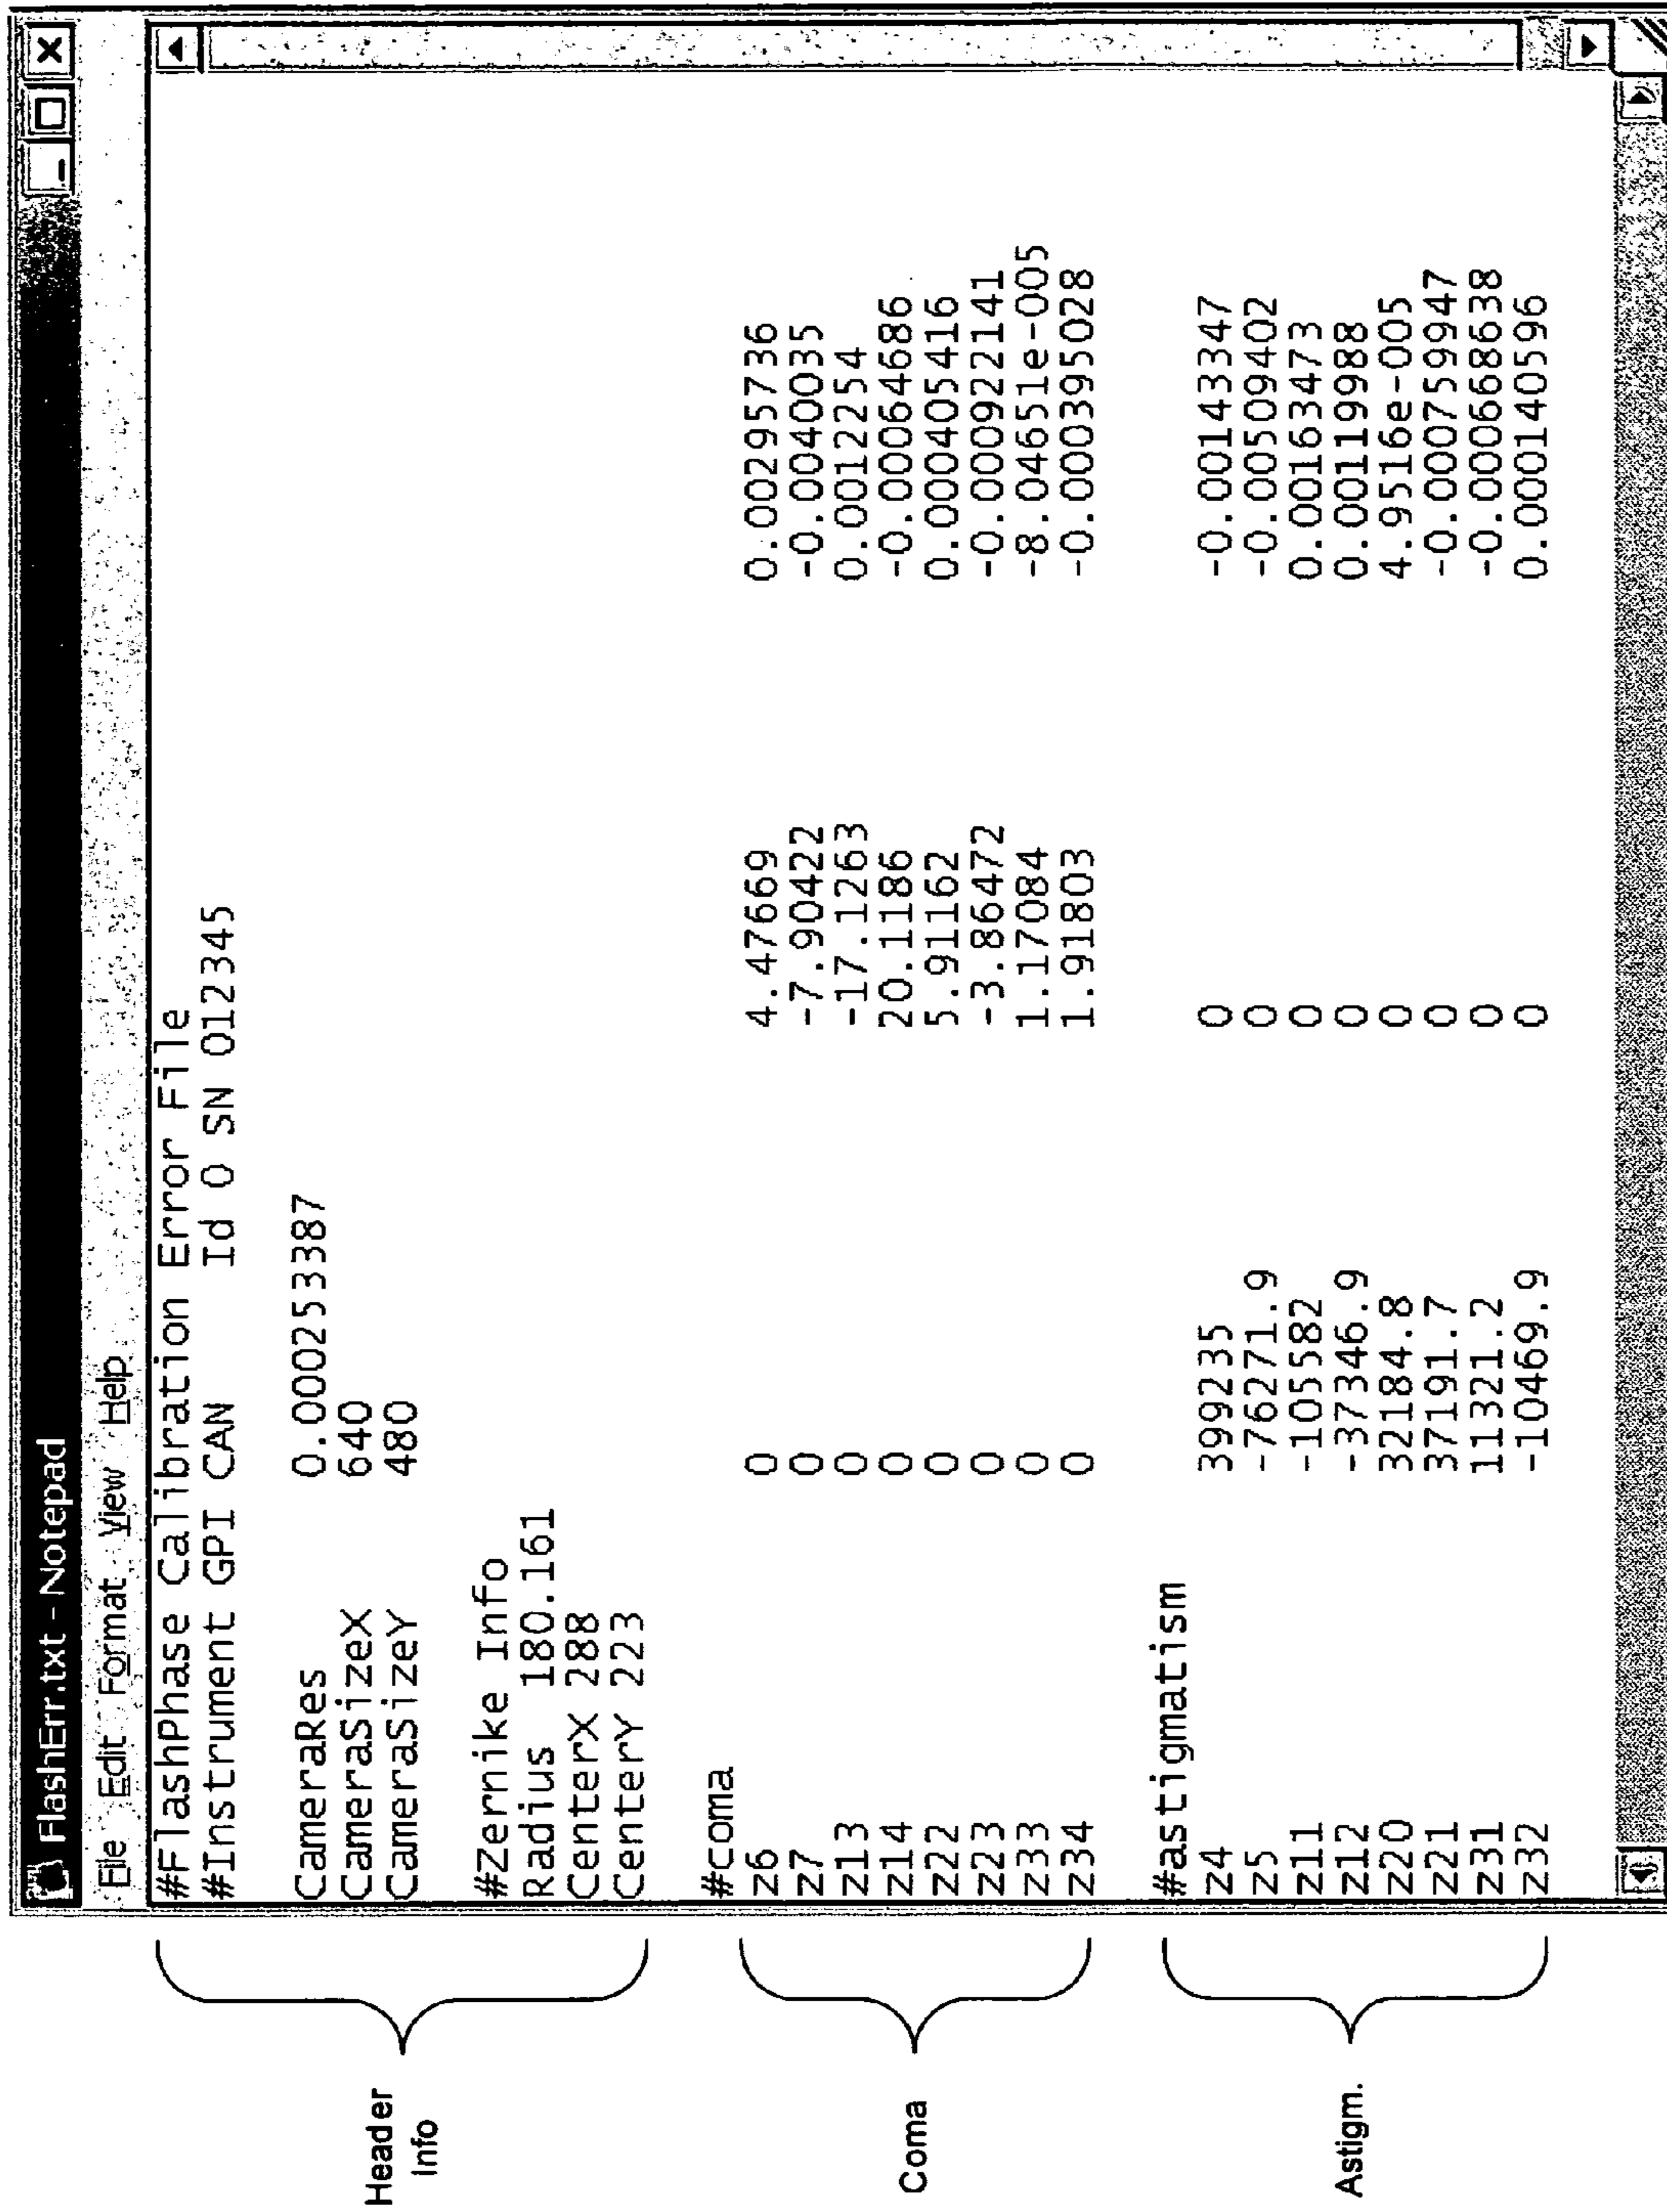 FlashErr.txt - Notepad
File Edit Format View Help
#FlashPhase Calibration Error File
#Instrument GPI CAN Id 0 SN 012345
CameraRes 0.000253387
CameraSizeX 640
CameraSizeY 480
#Zernike Info
Radius 180.161
CenterX 288
CenterY 223
Header
Info
#coma
z6 0 4.47669 0.00295736
z7 0 -7.90422 -0.0040035
z13 0 -17.1263 0.0012254
z14 0 20.1186 -0.00064686
z22 0 5.91162 0.000405416
z23 0 -3.86472 -0.000922141
z33 0 1.17084 -8.04651e-005
z34 0 1.91803 -0.000395028
Coma
#astigmatism
z4 399235 0 -0.00143347
z5 -76271.9 0 -0.00509402
z11 -105582 0 0.00163473
z12 -37346.9 0 0.00119988
z20 32184.8 0 4.9516e-005
z21 37191.7 0 -0.000759947
z31 11321.2 0 -0.000668638
z32 -10469.9 0 0.000140596
Astigm.